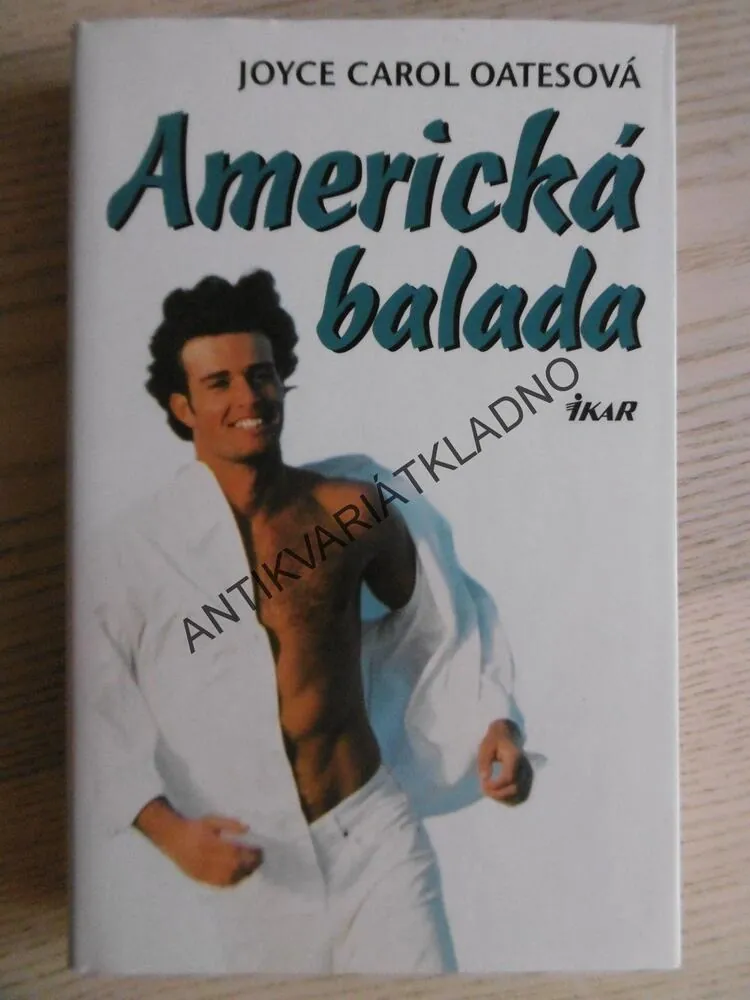 JOYCE CAROL OATESOVÁ
Americká
balada
IKAR
ANTIKVARIÁTKLADNO